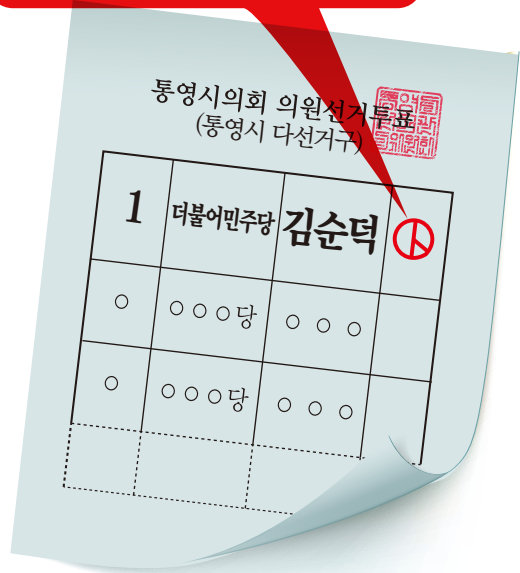 통영시의회 의원선거투표
(통영시 다선거구)
1 더불어민주당 김순덕
○ ○○○당 ○ ○ ○
○ ○○○당 ○ ○ ○